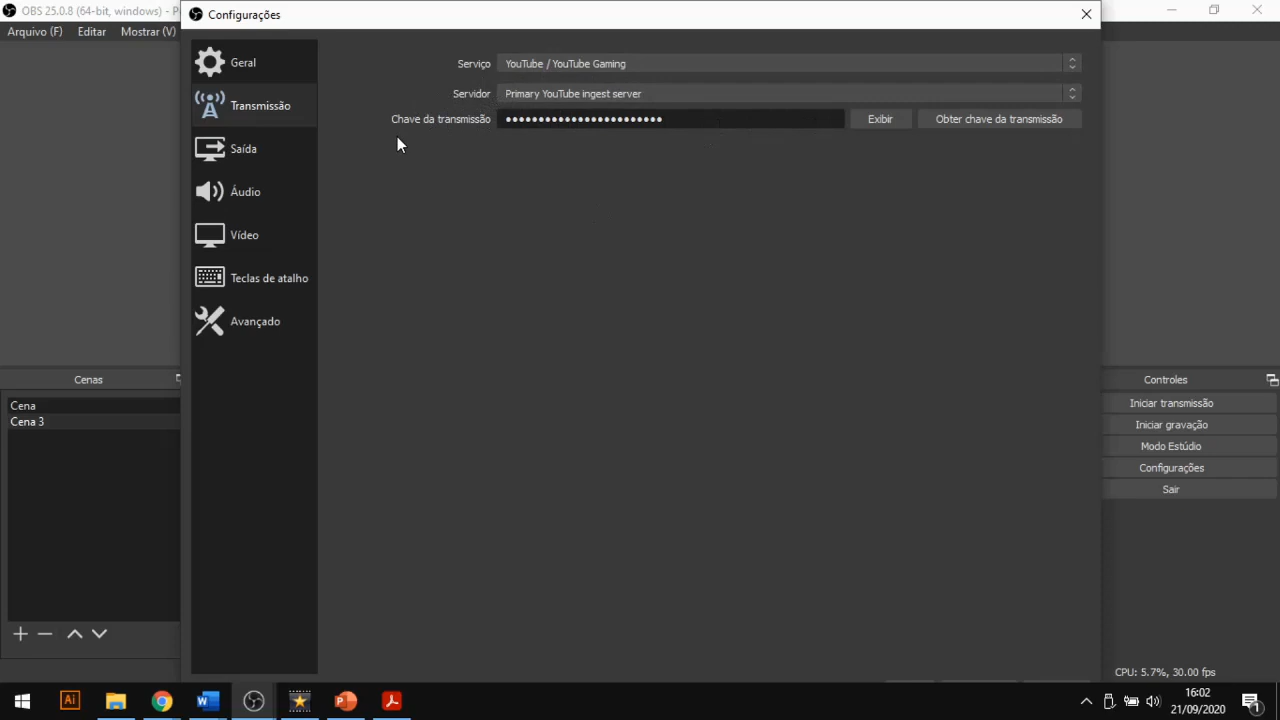 OBS 25.0.8 (64-bit, windows) - P
Configurações
Arquivo (F)
Editar
Mostrar (V)
Geral
Transmissão
Saída
Áudio
Vídeo
Teclas de atalho
Avançado
Serviço
YouTube / YouTube Gaming
Servidor
Primary YouTube ingest server
Chave da transmissão
••••••••••••••••••••••••
Exibir
Obter chave da transmissão
Cenas
Cena
Cena 3
Controles
Iniciar transmissão
Iniciar gravação
Modo Estúdio
Configurações
Sair
CPU: 5.7%, 30.00 fps
Ai
W
P
16:02
21/09/2020
1